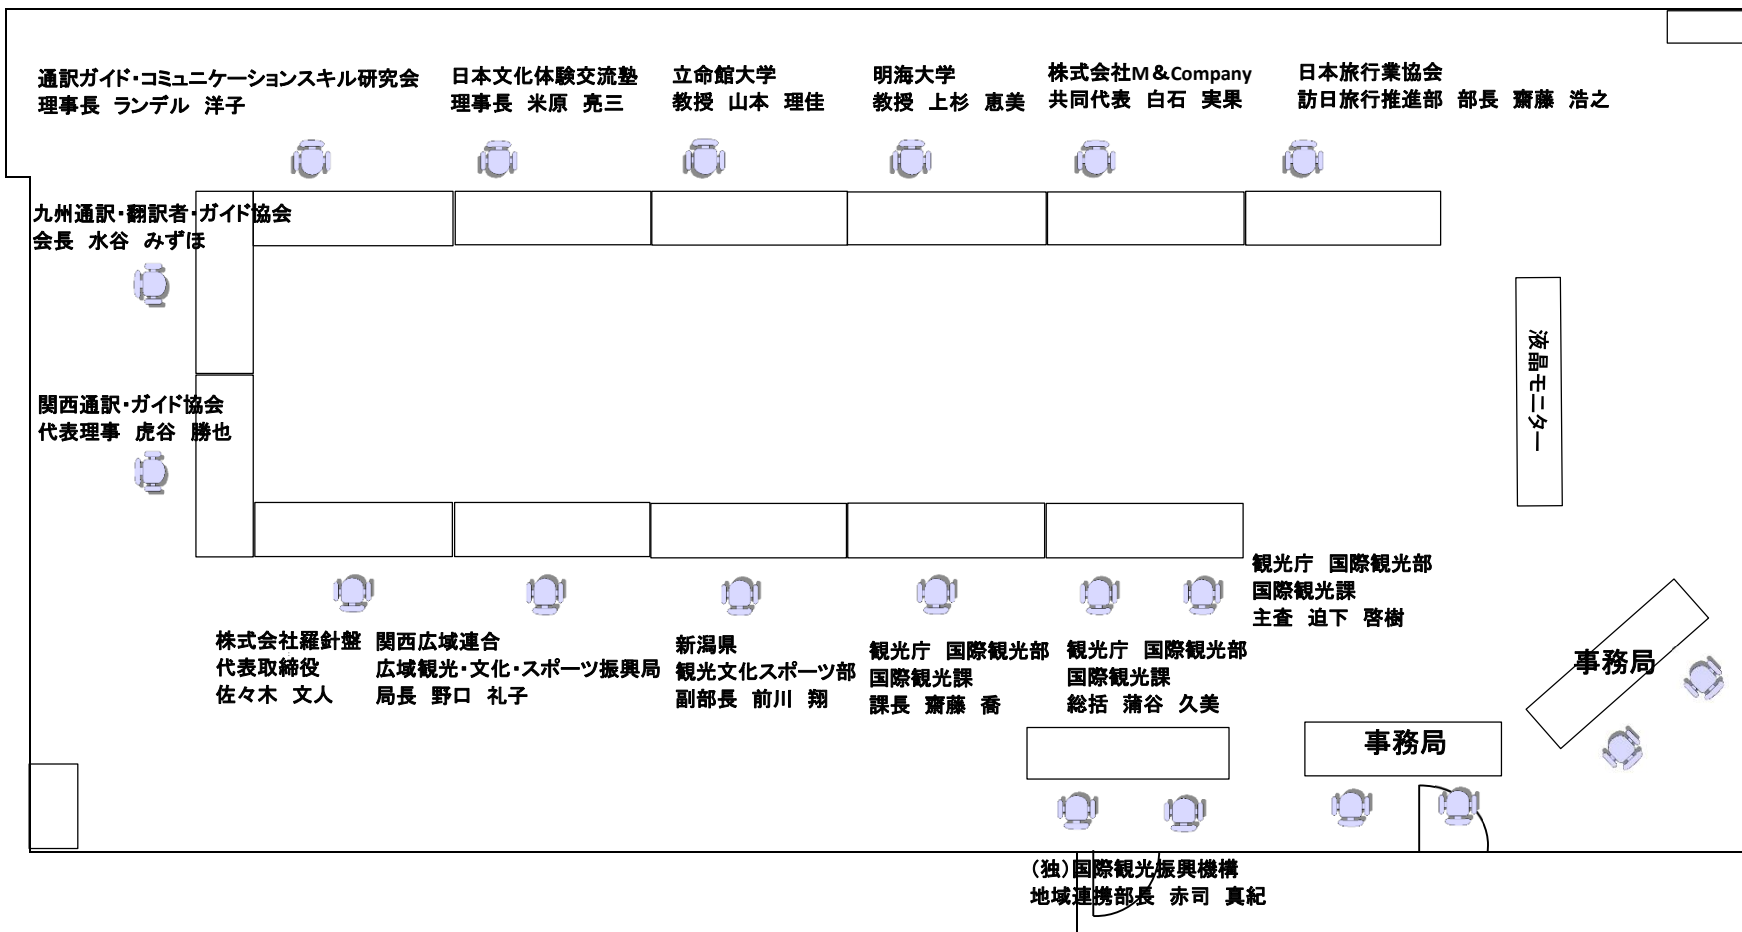 通訳ガイド・コミュニケーションスキル研究会
理事長 ランデル 洋子
日本文化体験交流塾
理事長 米原 亮三
立命館大学
教授 山本 理佳
明海大学
教授 上杉 恵美
株式会社M&Company
共同代表 白石 実果
日本旅行業協会
訪日旅行推進部 部長 齋藤 浩之
九州通訳・翻訳者・ガイド協会
会長 水谷 みずほ
関西通訳・ガイド協会
代表理事 虎谷 勝也
液晶モニター
株式会社羅針盤
代表取締役
佐々木 文人
関西広域連合
広域観光・文化・スポーツ振興局
局長 野口 礼子
新潟県
観光文化スポーツ部
副部長 前川 翔
観光庁 国際観光部
国際観光課
課長 齋藤 喬
観光庁 国際観光部
国際観光課
総括 蒲谷 久美
観光庁 国際観光部
国際観光課
主査 迫下 啓樹
事務局
事務局
(独)国際観光振興機構
地域連携部長 赤司 真紀